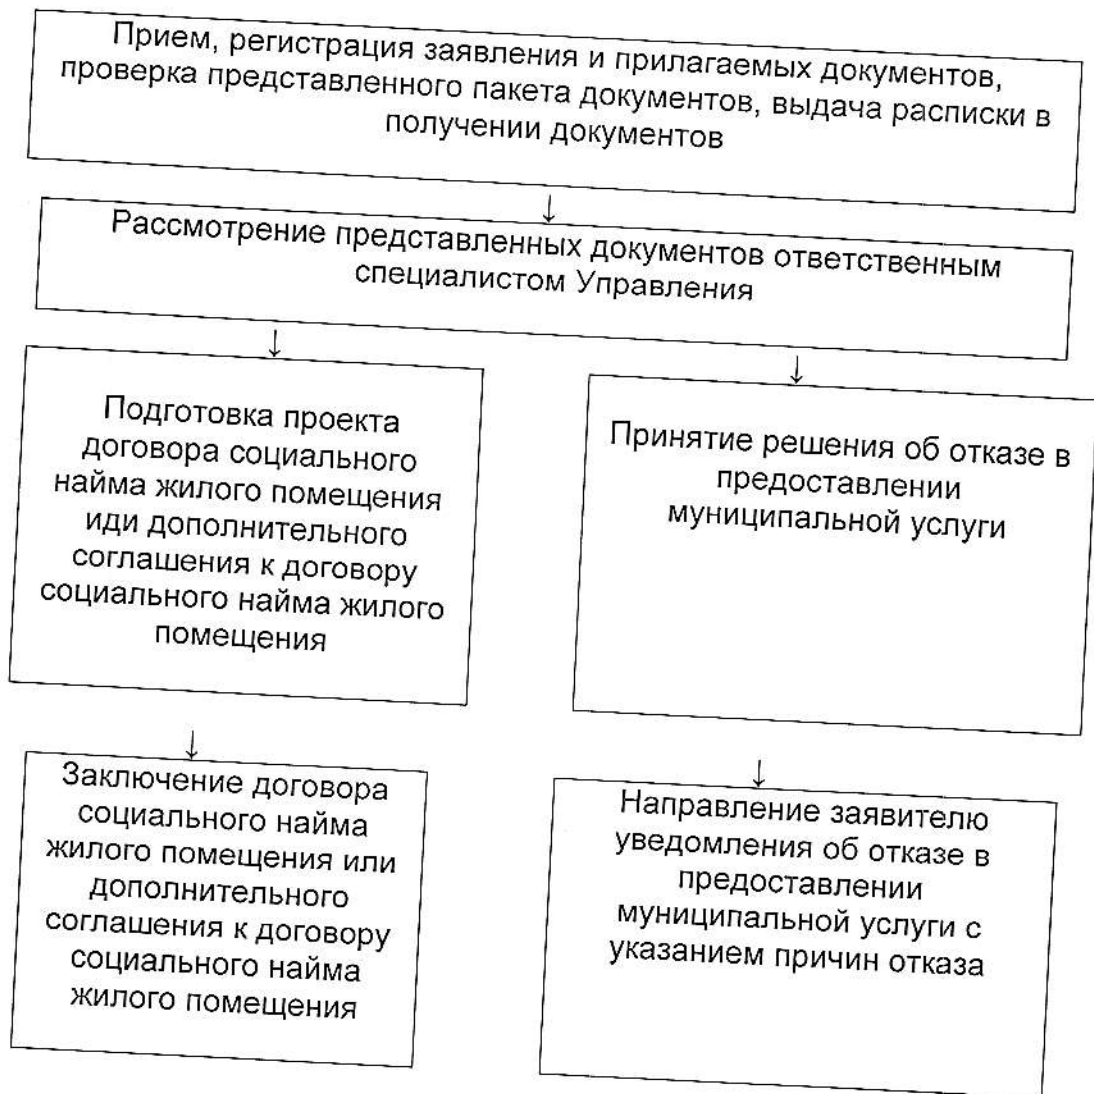 Прием, регистрация заявления и прилагаемых документов,
проверка представленного пакета документов, выдача расписки в
получении документов
↓
Рассмотрение представленных документов ответственным
специалистом Управления
↓
↓
Подготовка проекта
договора социального
найма жилого помещения
иди дополнительного
соглашения к договору
социального найма жилого
помещения
Принятие решения об отказе в
предоставлении
муниципальной услуги
↓
↓
Заключение договора
социального найма
жилого помещения или
дополнительного
соглашения к договору
социального найма
жилого помещения
Направление заявителю
уведомления об отказе в
предоставлении
муниципальной услуги с
указанием причин отказа